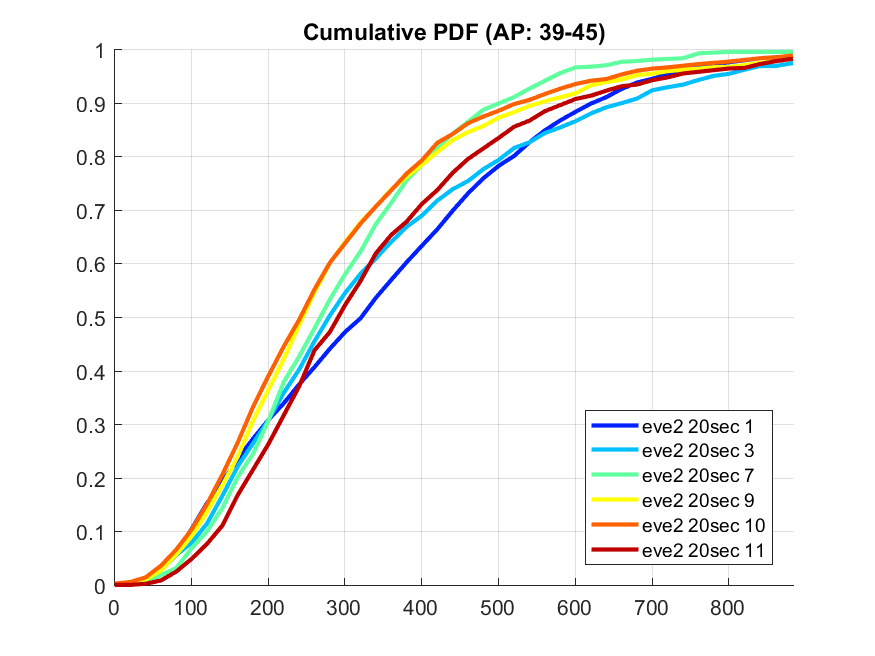 Cumulative PDF (AP: 39-45)
1
0.9
0.8
0.7
0.6
0.5
0.4
0.3
0.2
0.1
0
eve2 20sec 1
eve2 20sec 3
eve2 20sec 7
eve2 20sec 9
eve2 20sec 10
eve2 20sec 11
0 100 200 300 400 500 600 700 800